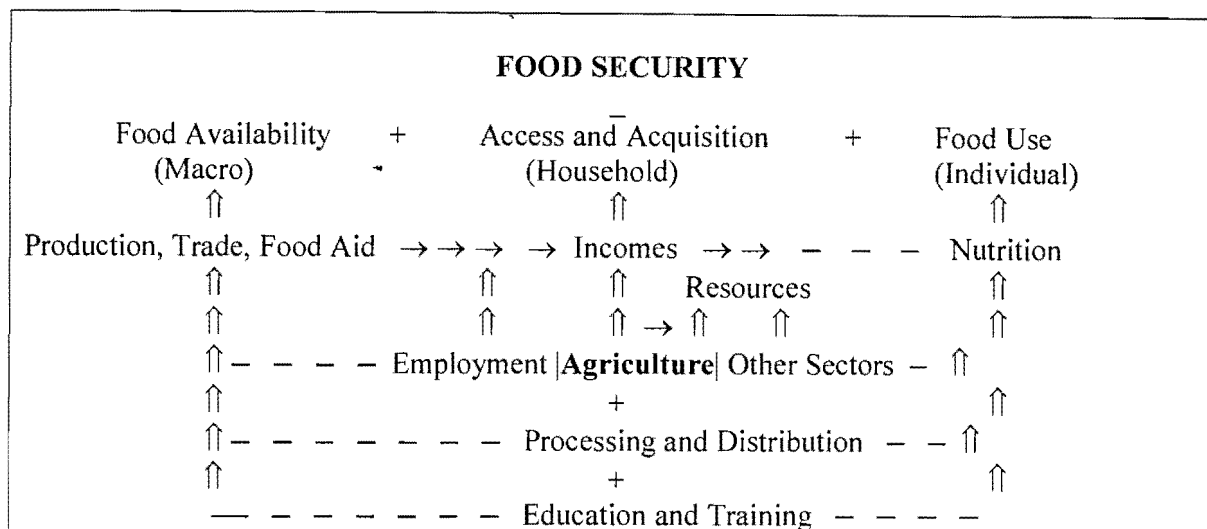 FOOD SECURITY
Food Availability + Access and Acquisition + Food Use
(Macro) (Household) (Individual)
⇑ ⇑ ⇑
Production, Trade, Food Aid → → → → Incomes → → – – – Nutrition
⇑ ⇑ ⇑ Resources ⇑
⇑ ⇑ ⇑ → ⇑ ⇑ ⇑
⇑ – – – – Employment |Agriculture| Other Sectors – ⇑
⇑ + ⇑
⇑ – – – – – – – Processing and Distribution – – ⇑
⇑ + ⇑
– – – – – – – Education and Training – – – –